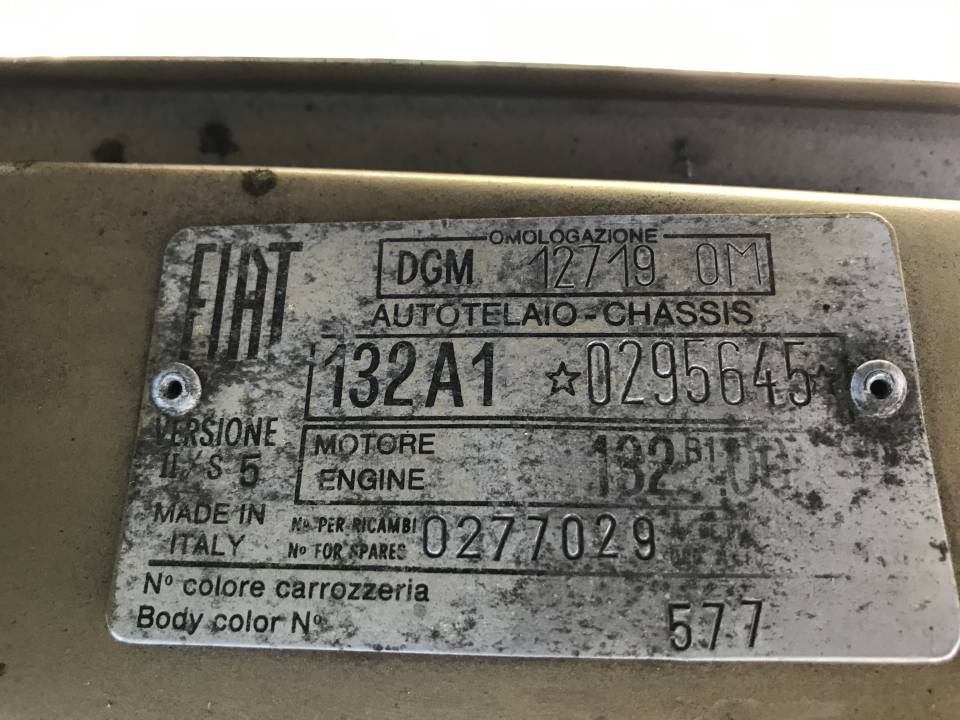 FIAT
OMOLOGAZIONE
DGM 12719 OM
AUTOTELAIO-CHASSIS
132A1 ☆0295645☆
VERSIONE
5
MOTORE
ENGINE
132 B1
MADE IN
ITALY
Nº PER RICAMBI
Nº FOR SPARES
0277029
Nº colore carrozzeria
Body color Nº
577